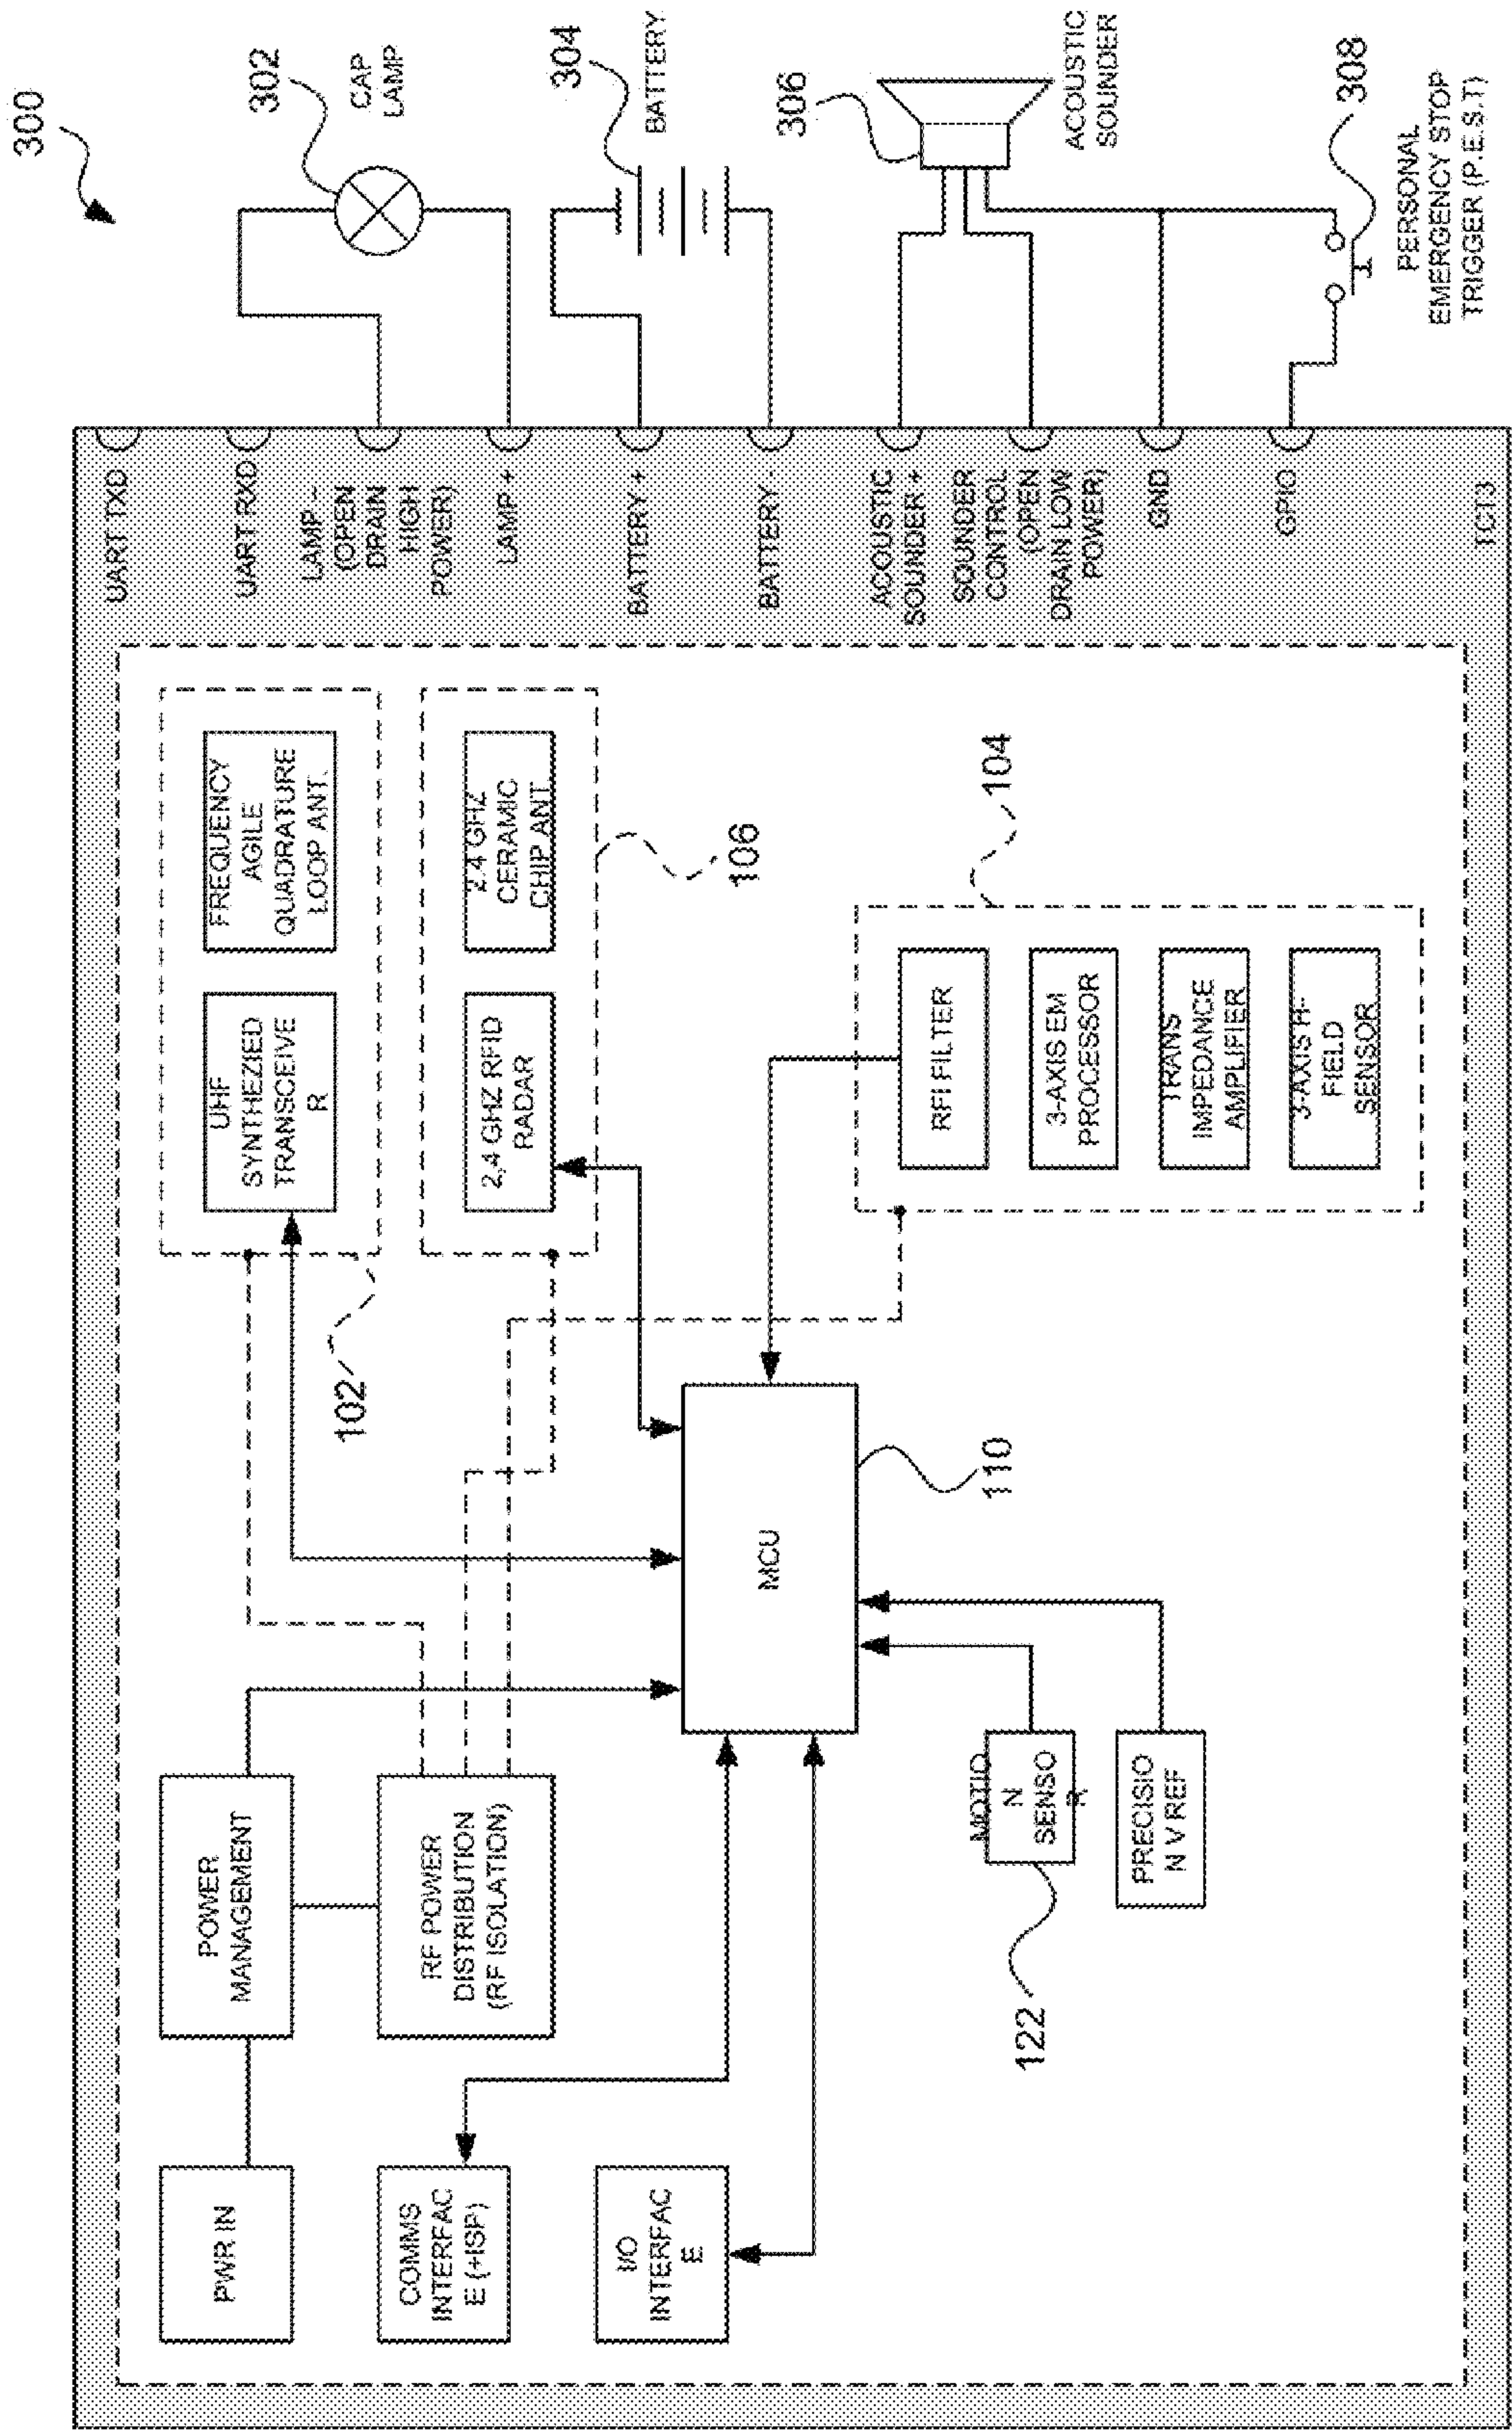 300
302
CAP
LAMP
304
BATTERY
306
ACOUSTIC
SOUNDER
308
PERSONAL
EMERGENCY STOP
TRIGGER (P.E.S.T)
UART TXD
UART RXD
LAMP -
(OPEN
DRAIN
HIGH
POWER)
LAMP +
BATTERY +
BATTERY -
ACOUSTIC
SOUNDER +
SOUNDER
CONTROL
(OPEN
DRAIN LOW
POWER)
GND
GPIO
TCT3
FREQUENCY
AGILE
QUADRATURE
LOOP ANT.
UHF
SYNTHEZIED
TRANSCEIVE
R
102
2.4 GHZ
CERAMIC
CHIP ANT.
2,4 GHZ RFID
RADAR
106
104
RFI FILTER
3-AXIS EM
PROCESSOR
TRANS
IMPEDANCE
AMPLIFIER
3-AXIS H-
FIELD
SENSOR
MCU
110
POWER
MANAGEMENT
RF POWER
DISTRIBUTION
(RF ISOLATION)
PWR IN
COMMS
INTERFAC
E (+ISP)
I/O
INTERFAC
E
MOTIO
N
SENSO
R
122
PRECISIO
N V REF